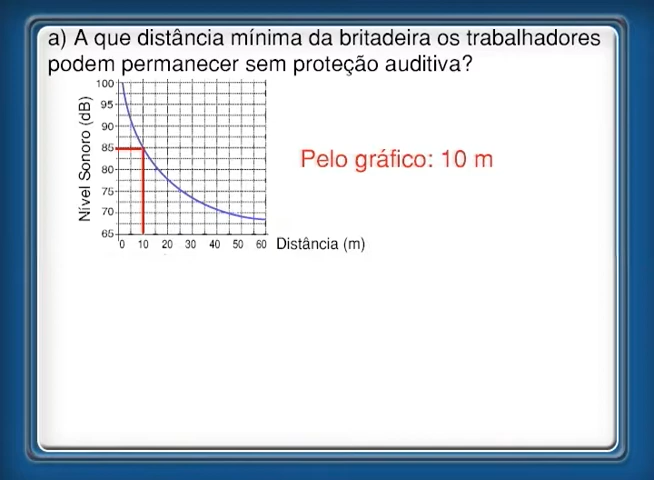 a) A que distância mínima da britadeira os trabalhadores
podem permanecer sem proteção auditiva?
Nível Sonoro (dB)
100
95
90
85
80
75
70
65
0 10 20 30 40 50 60 Distância (m)
Pelo gráfico: 10 m